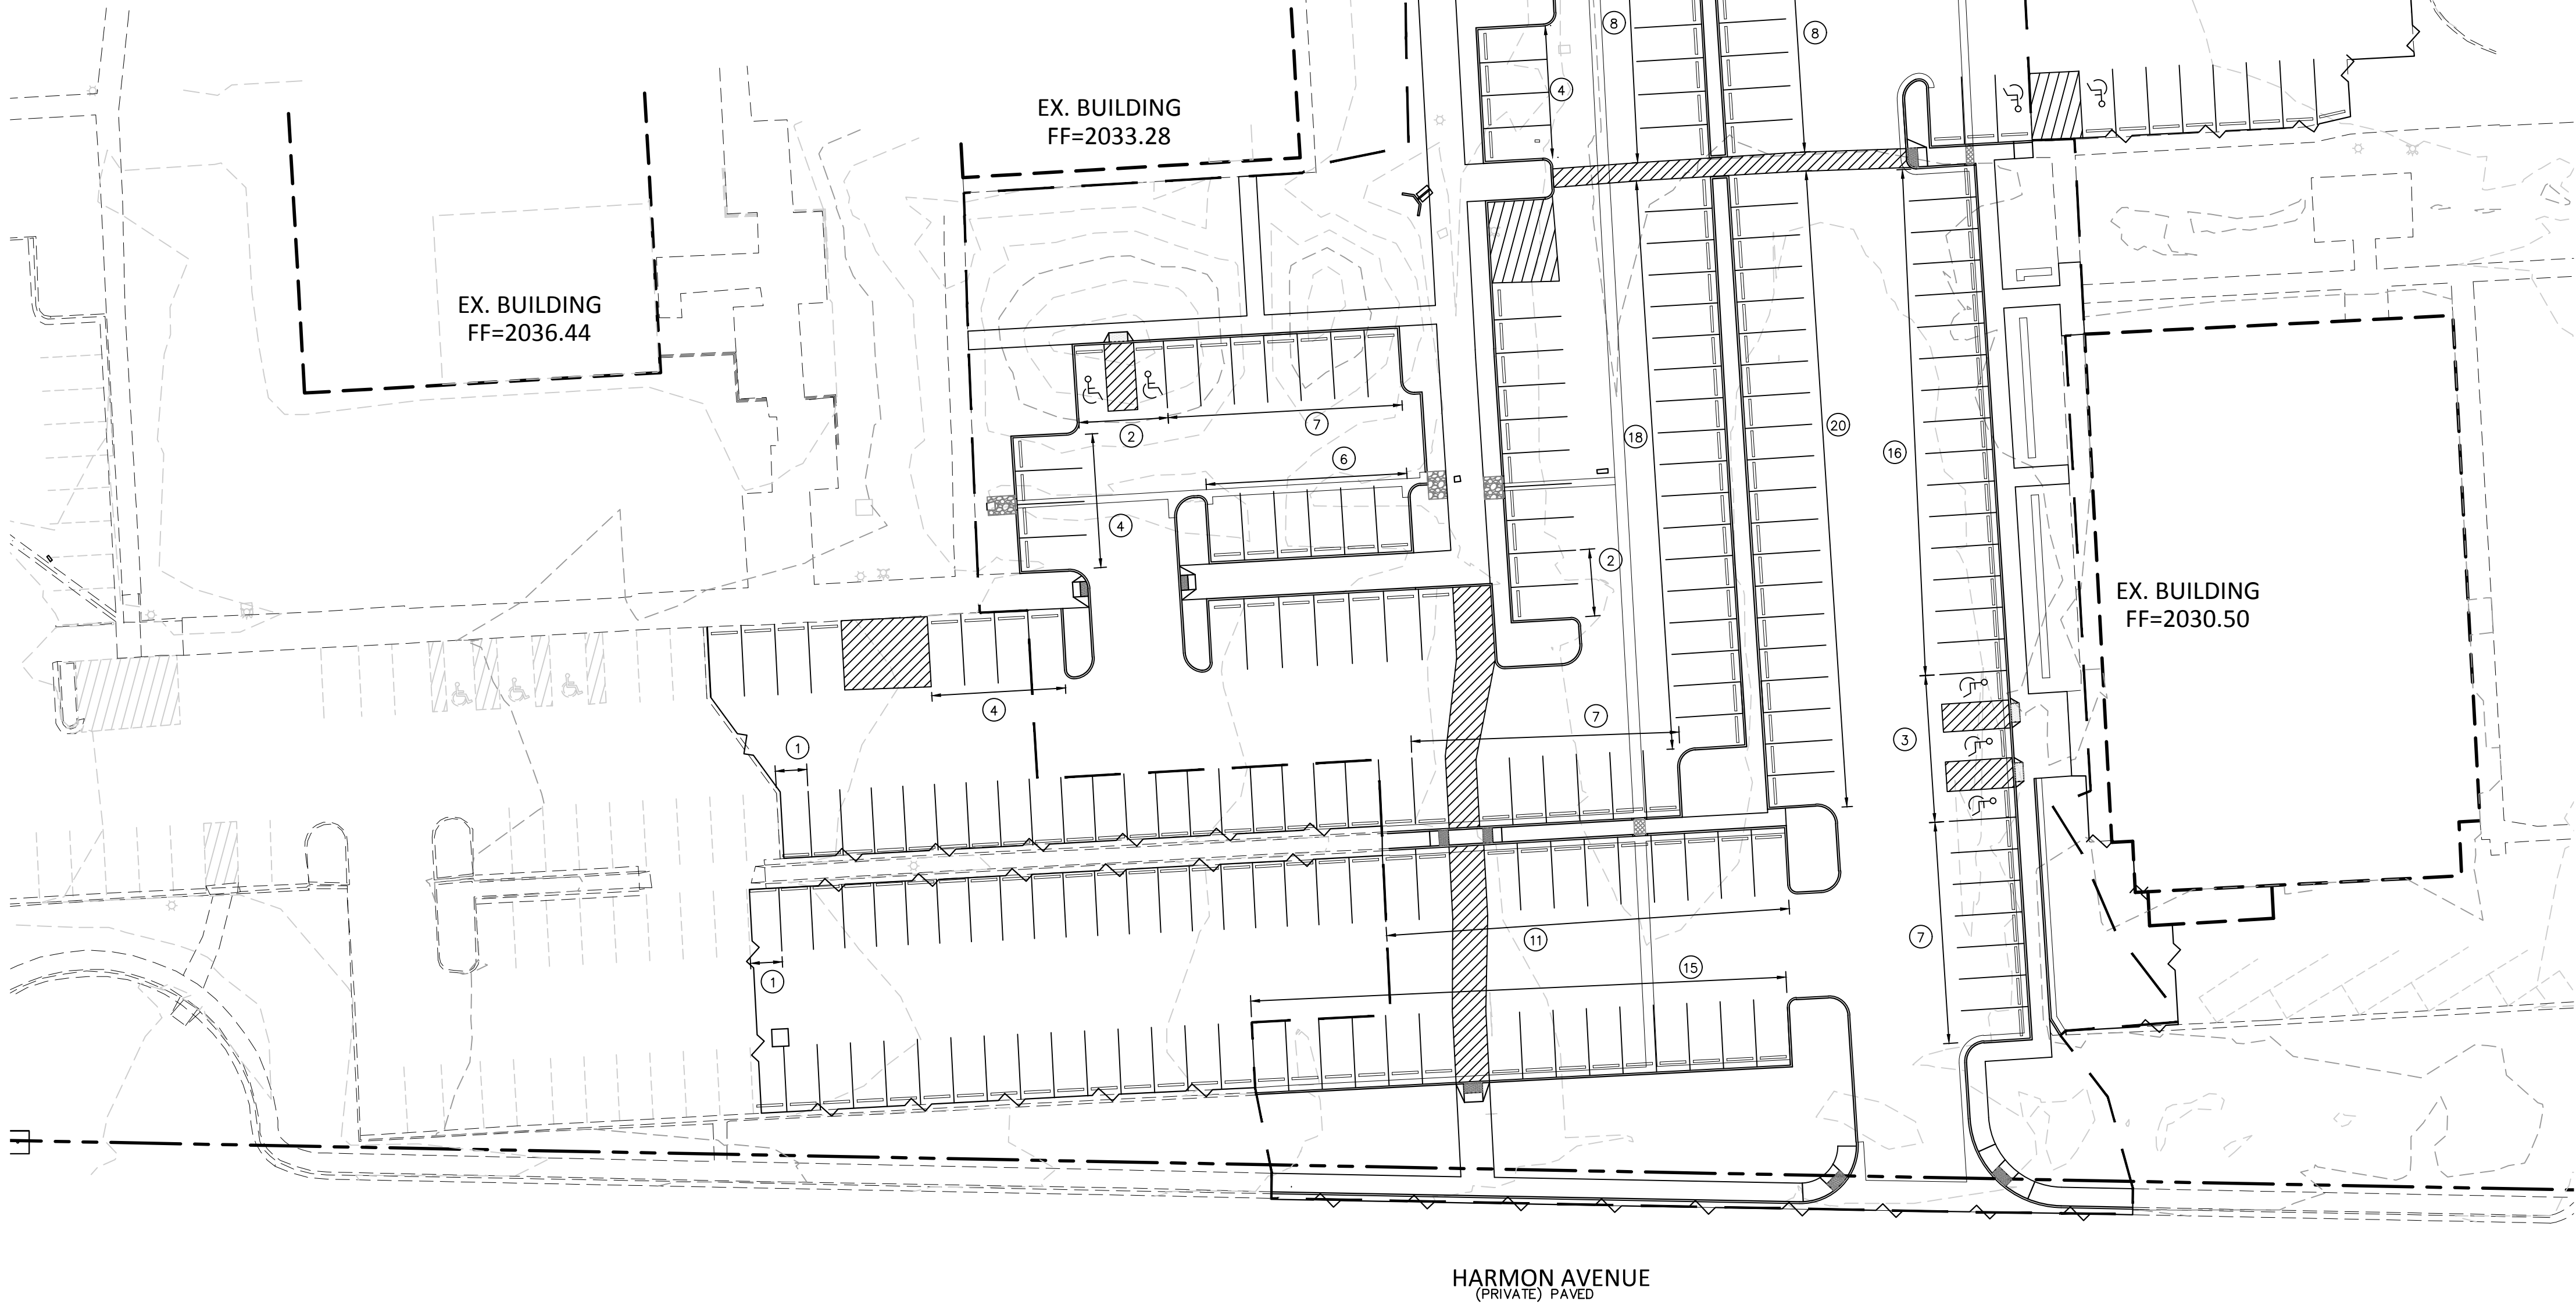 8
8
4
EX. BUILDING
FF=2033.28
EX. BUILDING
FF=2036.44
2
7
6
18
20
16
4
2
EX. BUILDING
FF=2030.50
4
7
3
1
11
7
15
1
HARMON AVENUE
(PRIVATE) PAVED